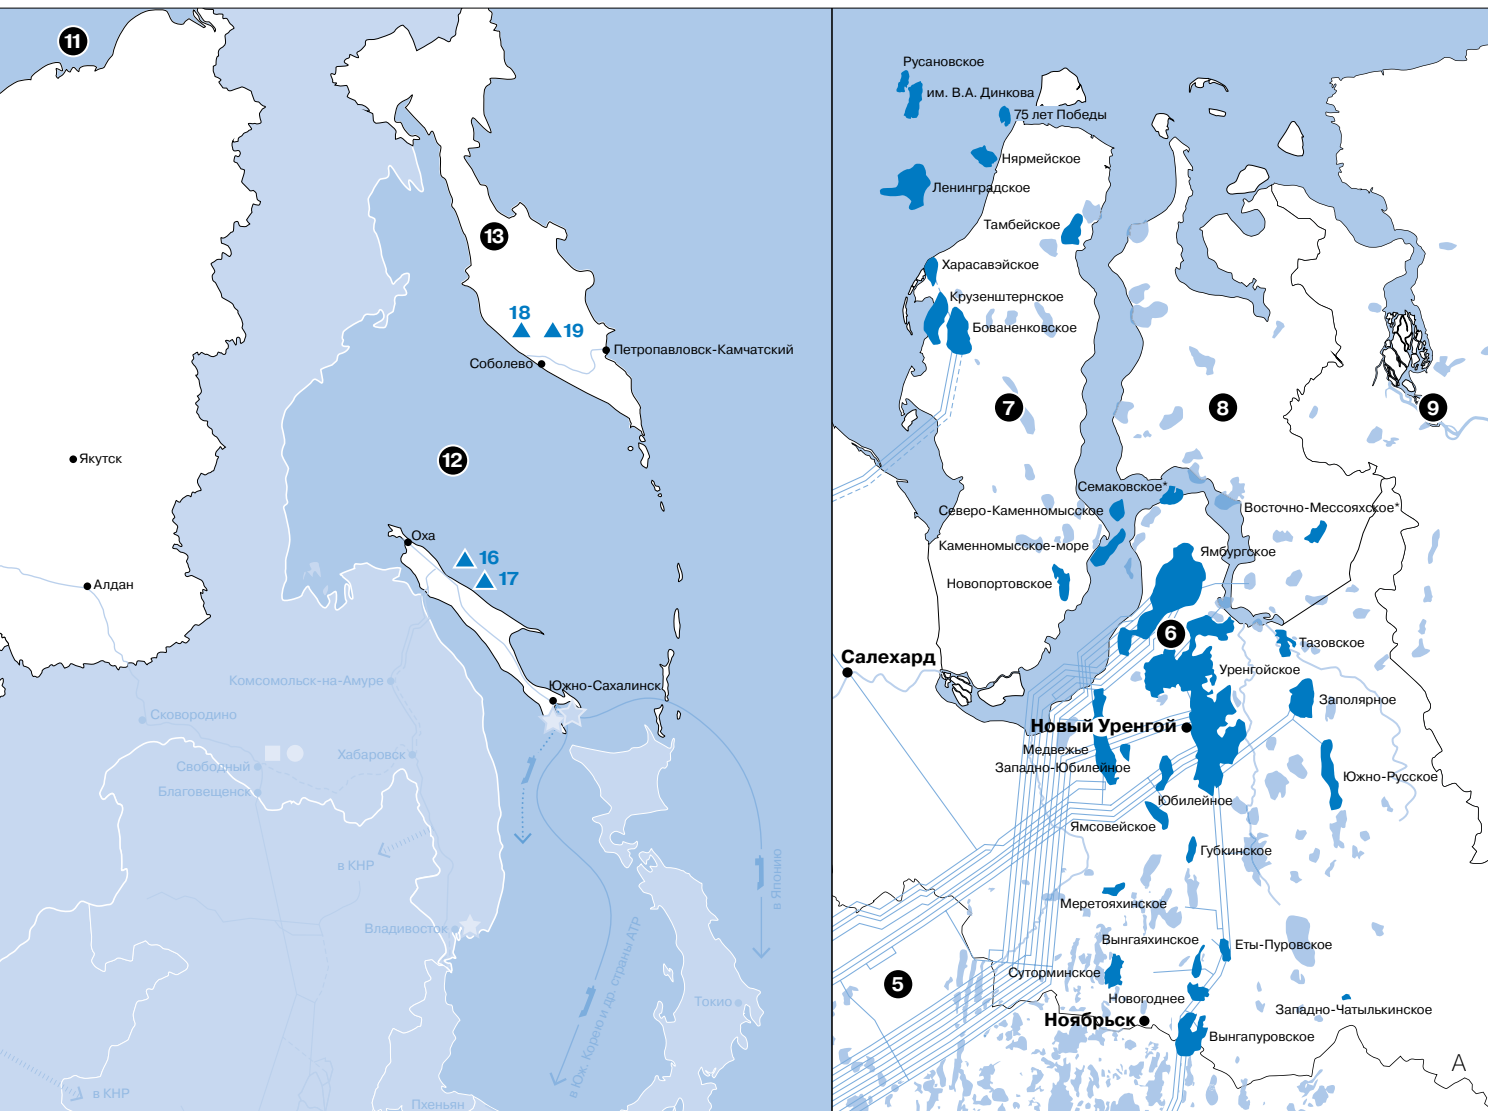 11
13
18
19
Петропавловск-Камчатский
Соболево
12
Якутск
Оха
16
17
Алдан
Комсомольск-на-Амуре
Южно-Сахалинск
Сковородино
Хабаровск
Свободный
Благовещенск
в КНР
в Японию
Владивосток
в Юж. Корею и др. страны АТР
Токио
в КНР
Пхеньян
Русановское
им. В.А. Динкова
75 лет Победы
Нярмейское
Ленинградское
Тамбейское
Харасавэйское
Крузенштернское
Бованенковское
7
8
9
Семаковское*
Северо-Каменномысское
Восточно-Мессояхское*
Каменномысское-море
Ямбургское
Новопортовское
6
Тазовское
Салехард
Уренгойское
Заполярное
Новый Уренгой
Медвежье
Западно-Юбилейное
Южно-Русское
Юбилейное
Ямсовейское
Губкинское
Меретояхинское
Вынгаяхинское
Еты-Пуровское
Суторминское
5
Новогоднее
Западно-Чатылькинское
Ноябрьск
Вынгапуровское
А